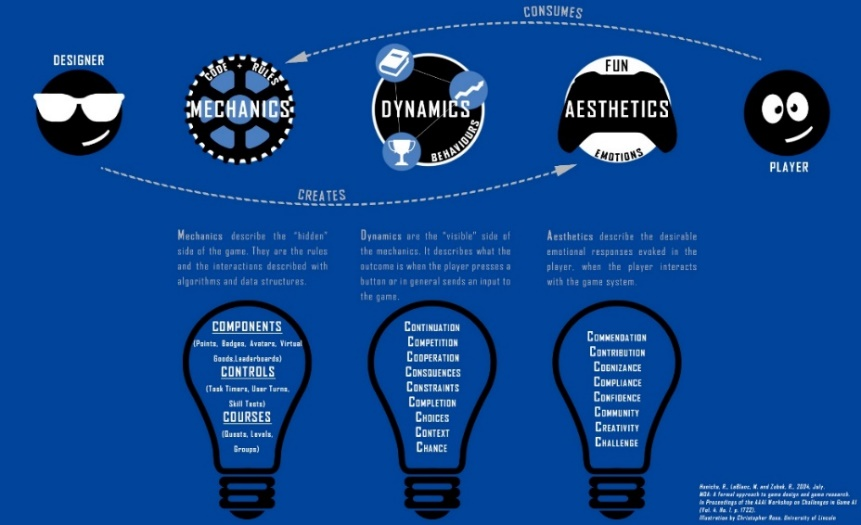 CONSUMES
DESIGNER
CODE + RULES
MECHANICS
DYNAMICS
BEHAVIOURS
FUN
AESTHETICS
EMOTIONS
PLAYER
CREATES
Mechanics describe the "hidden"
side of the game. They are the rules
and the interactions described with
algorithms and data structures.
Dynamics are the "visible" side of
the mechanics. It describes what the
outcome is when the player presses a
button or in general sends an input to
the game.
Aesthetics describe the desirable
emotional responses evoked in the
player, when the player interacts
with the game system.
COMPONENTS
(Points, Badges, Avatars, Virtual
Goods,Leaderboards)
CONTROLS
(Task Timers, User Turns,
Skill Tests)
COURSES
(Quests, Levels,
Groups)
CONTINUATION
COMPETITION
COOPERATION
CONSQUENCES
CONSTRAINTS
COMPLETION
CHOICES
CONTEXT
CHANCE
COMMENDATION
CONTRIBUTION
COGNIZANCE
COMPLIANCE
CONFIDENCE
COMMUNITY
CREATIVITY
CHALLENGE
Hunicke, R., LeBlanc, M. and Zubek, R., 2004, July.
MDA: A formal approach to game design and game research.
In Proceedings of the AAAI Workshop on Challenges in Game AI
(Vol. 4, No. 1, p. 1722).
Illustration by Christopher Ross, University of Lincoln